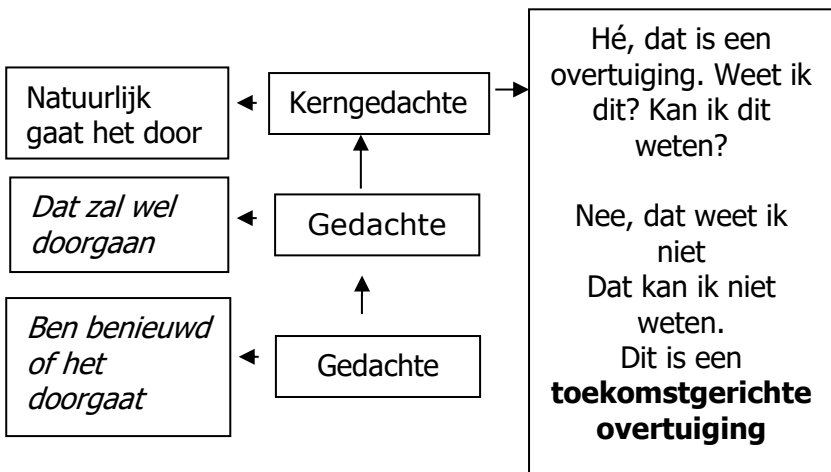 Natuurlijk
gaat het door
Kerngedachte
Hé, dat is een
overtuiging. Weet ik
dit? Kan ik dit
weten?
Nee, dat weet ik
niet
Dat kan ik niet
weten.
Dit is een
toekomstgerichte
overtuiging
Dat zal wel
doorgaan
Gedachte
Ben benieuwd
of het
doorgaat
Gedachte